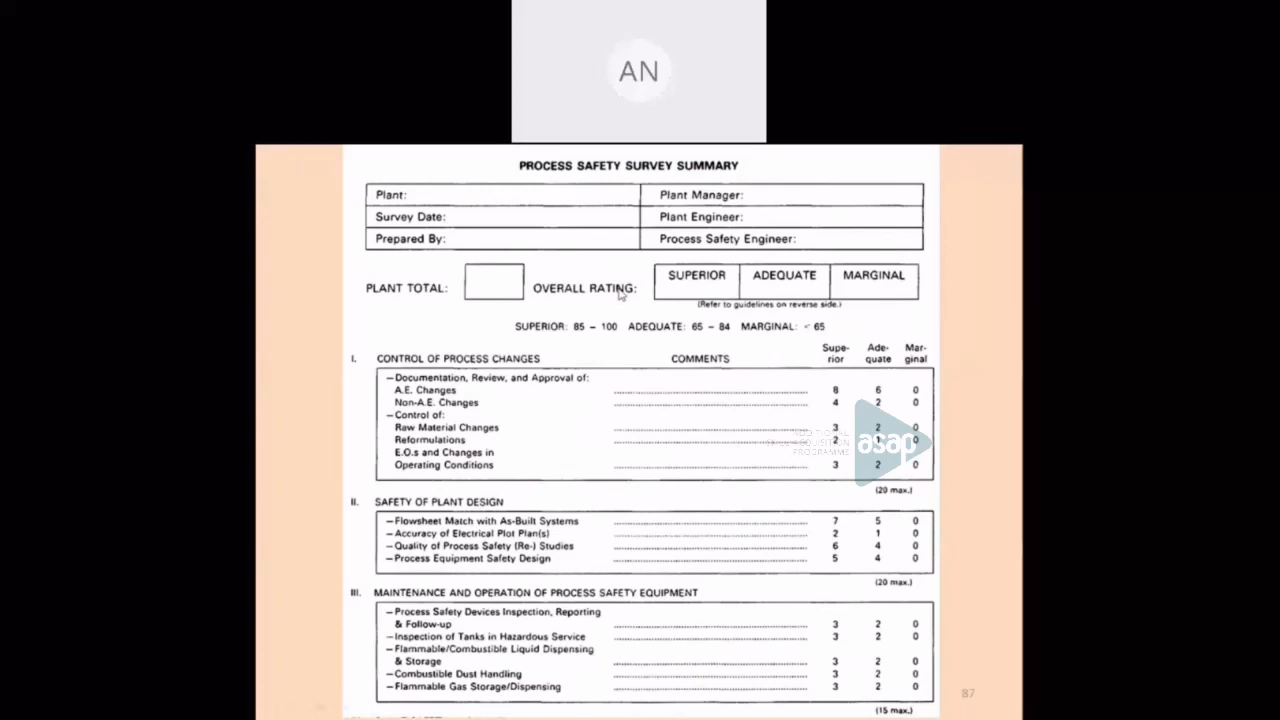 AN
PROCESS SAFETY SURVEY SUMMARY
Plant: Plant Manager:
Survey Date: Plant Engineer:
Prepared By: Process Safety Engineer:
PLANT TOTAL: OVERALL RATING: SUPERIOR ADEQUATE MARGINAL
(Refer to guidelines on reverse side.)
SUPERIOR: 85 – 100 ADEQUATE: 65 – 84 MARGINAL: < 65
Supe- Ade- Mar-
rior quate ginal
I. CONTROL OF PROCESS CHANGES COMMENTS
– Documentation, Review, and Approval of:
A.E. Changes 8 6 0
Non-A.E. Changes 4 2 0
– Control of:
Raw Material Changes 3 2 0
Reformulations 2 1 0
E.O.s and Changes in
Operating Conditions 3 2 0
PROGRAMME
asap
(20 max.)
II. SAFETY OF PLANT DESIGN
– Flowsheet Match with As-Built Systems 7 5 0
– Accuracy of Electrical Plot Plan(s) 2 1 0
– Quality of Process Safety (Re-) Studies 6 4 0
– Process Equipment Safety Design 5 4 0
(20 max.)
III. MAINTENANCE AND OPERATION OF PROCESS SAFETY EQUIPMENT
– Process Safety Devices Inspection, Reporting
& Follow-up 3 2 0
– Inspection of Tanks in Hazardous Service 3 2 0
– Flammable/Combustible Liquid Dispensing
& Storage 3 2 0
– Combustible Dust Handling 3 2 0
– Flammable Gas Storage/Dispensing 3 2 0
(15 max.)
87